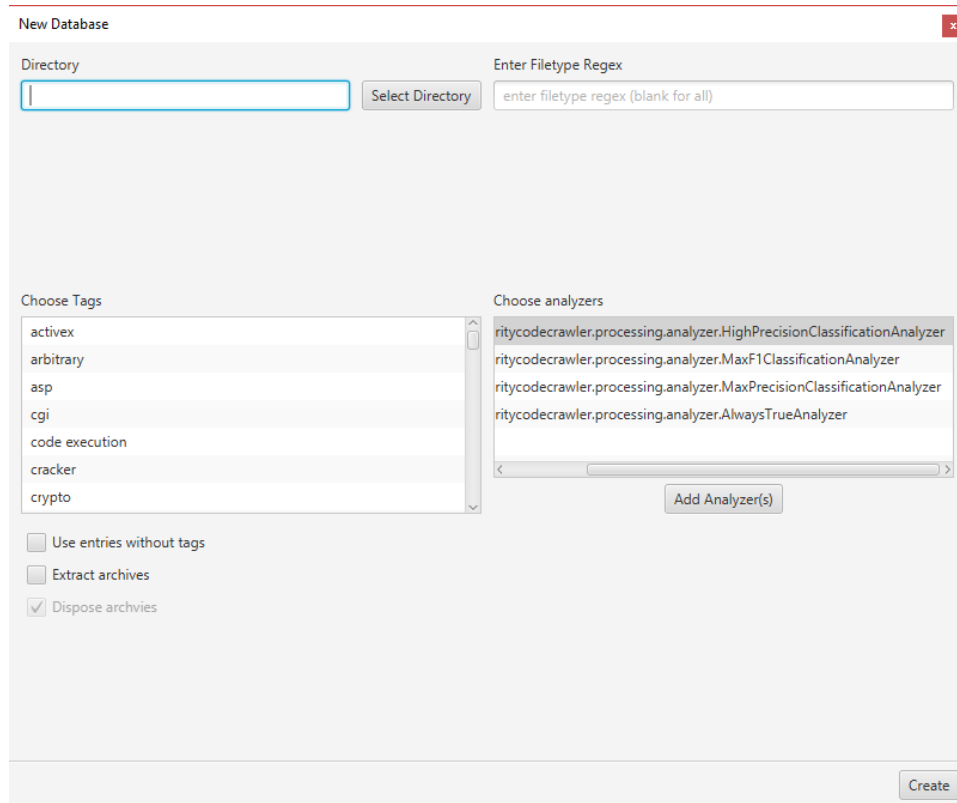 New Database
x
Directory
Enter Filetype Regex
Select Directory
enter filetype regex (blank for all)
Choose Tags
activex
arbitrary
asp
cgi
code execution
cracker
crypto
Choose analyzers
ritycodecrawler.processing.analyzer.HighPrecisionClassificationAnalyzer
ritycodecrawler.processing.analyzer.MaxF1ClassificationAnalyzer
ritycodecrawler.processing.analyzer.MaxPrecisionClassificationAnalyzer
ritycodecrawler.processing.analyzer.AlwaysTrueAnalyzer
Add Analyzer(s)
Use entries without tags
Extract archives
Dispose archvies
Create